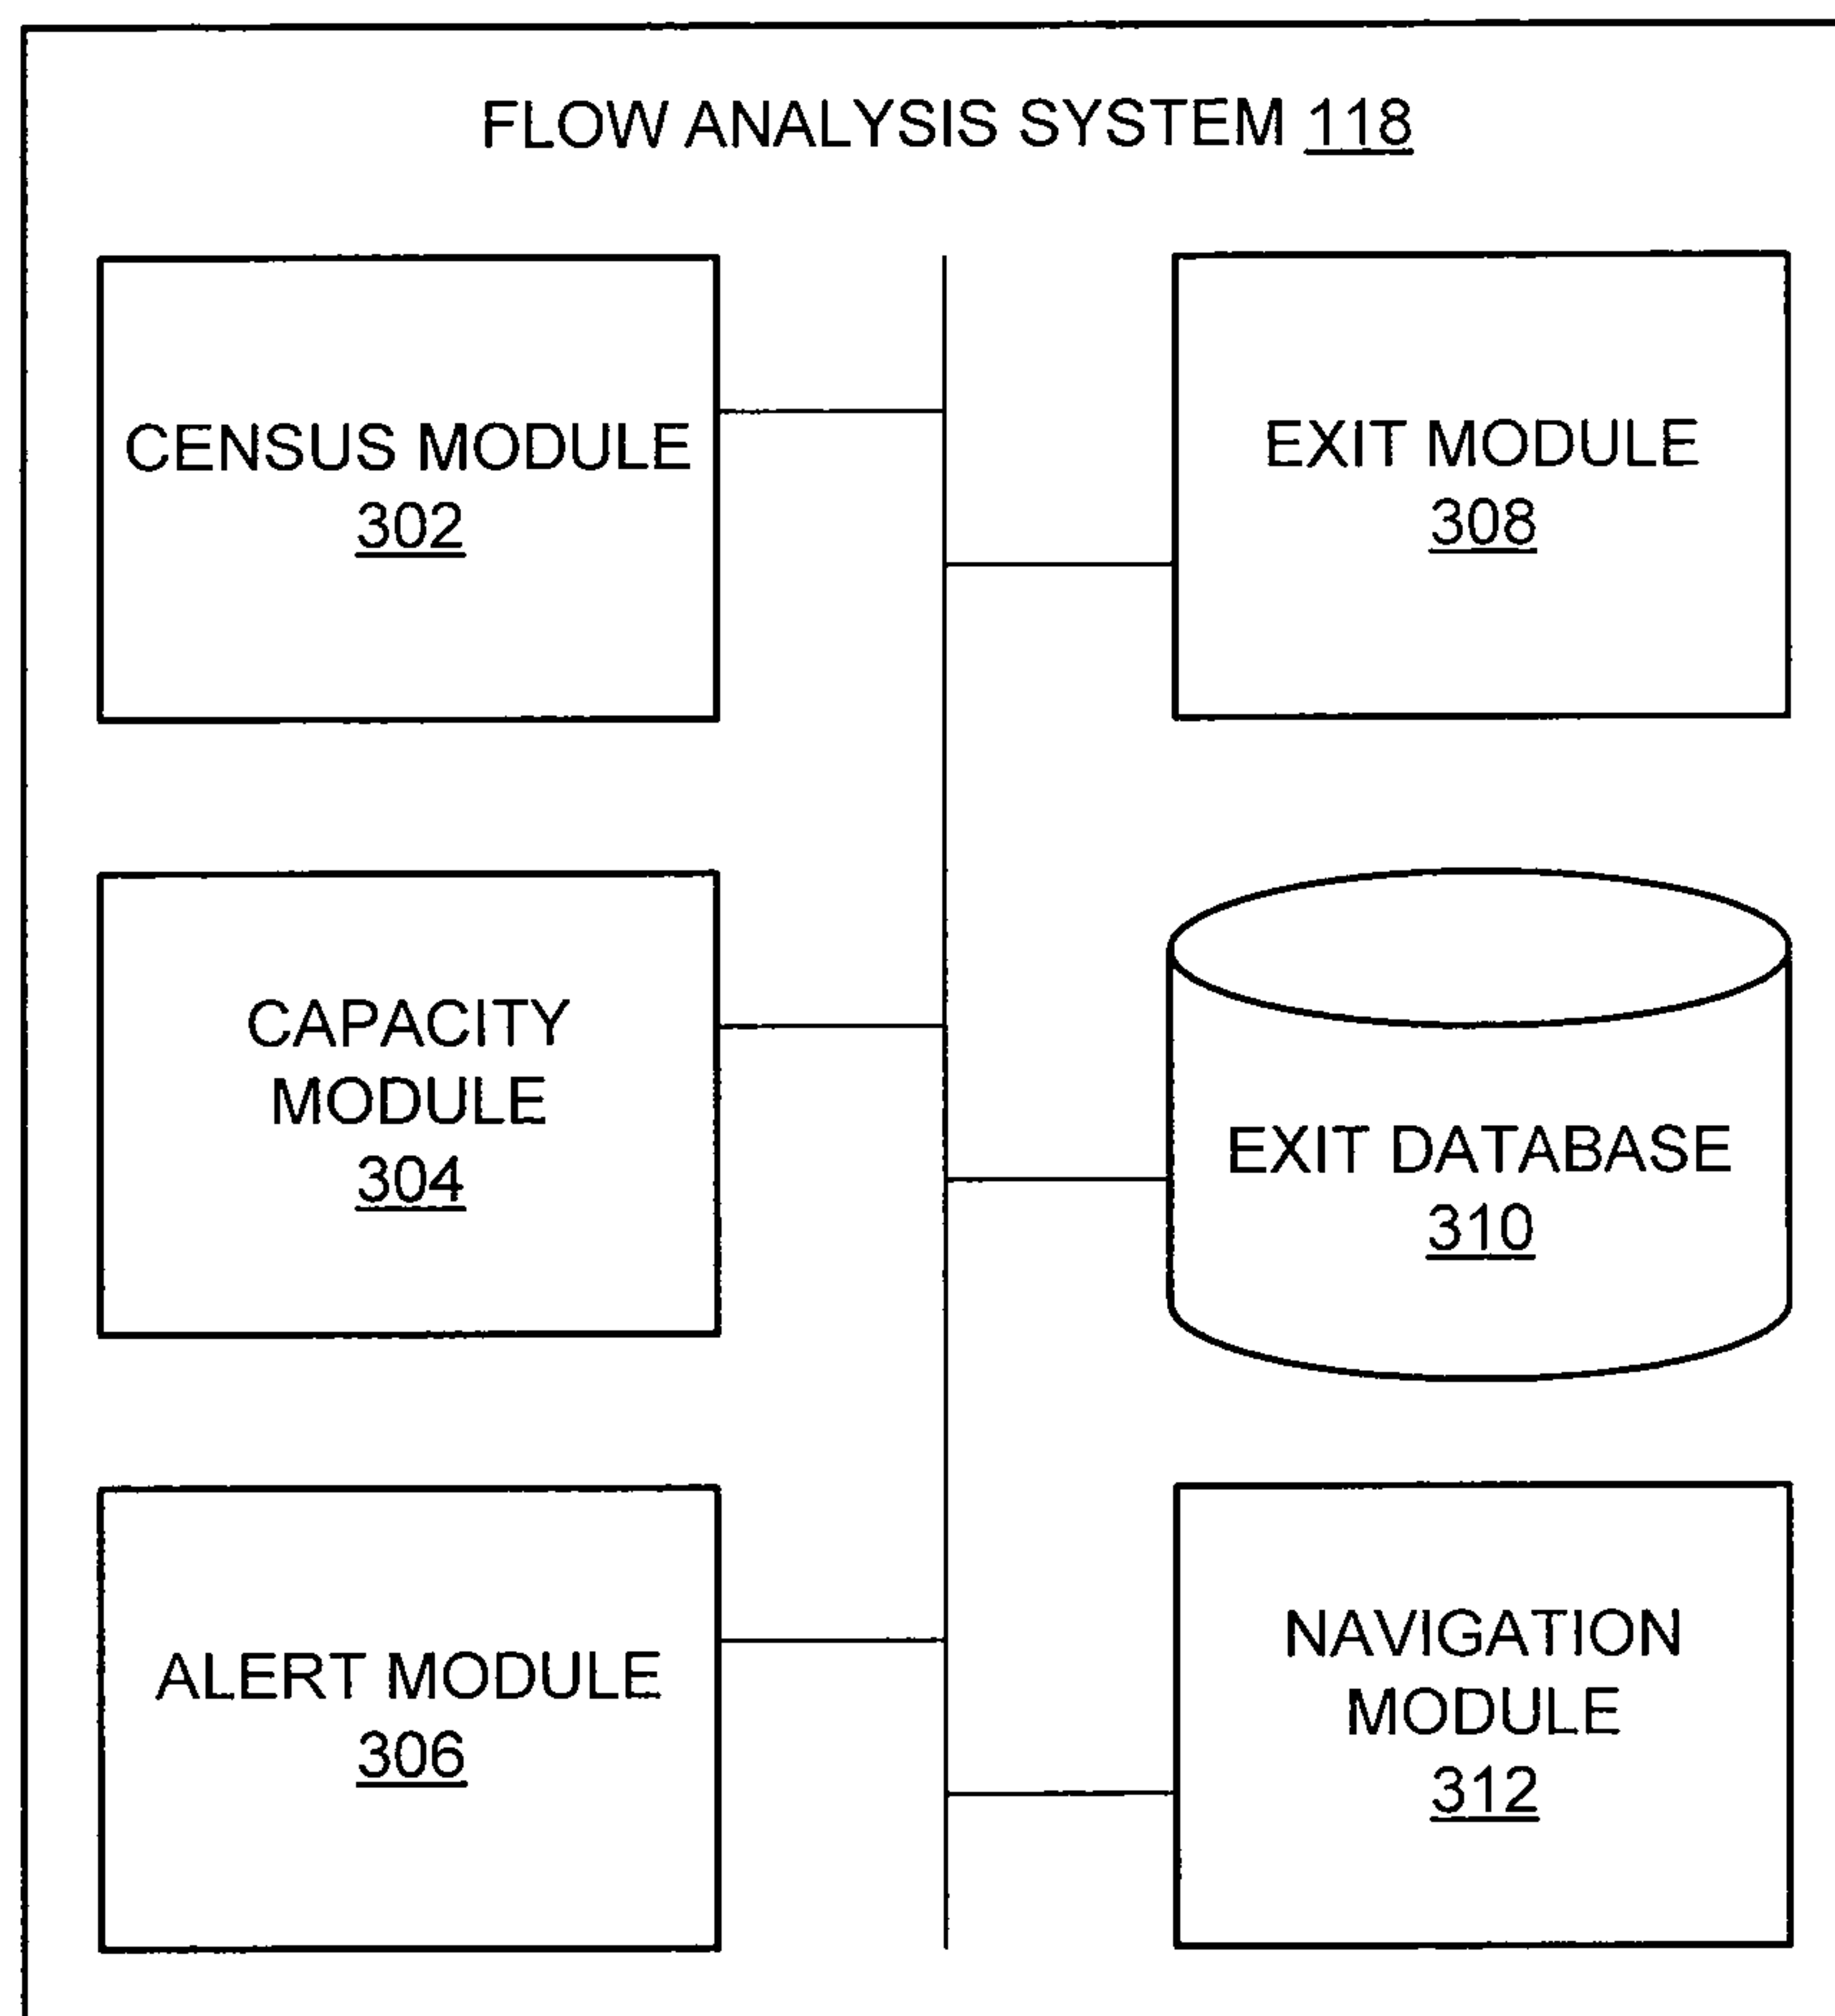 FLOW ANALYSIS SYSTEM 118
CENSUS MODULE
302
EXIT MODULE
308
CAPACITY
MODULE
304
EXIT DATABASE
310
ALERT MODULE
306
NAVIGATION
MODULE
312